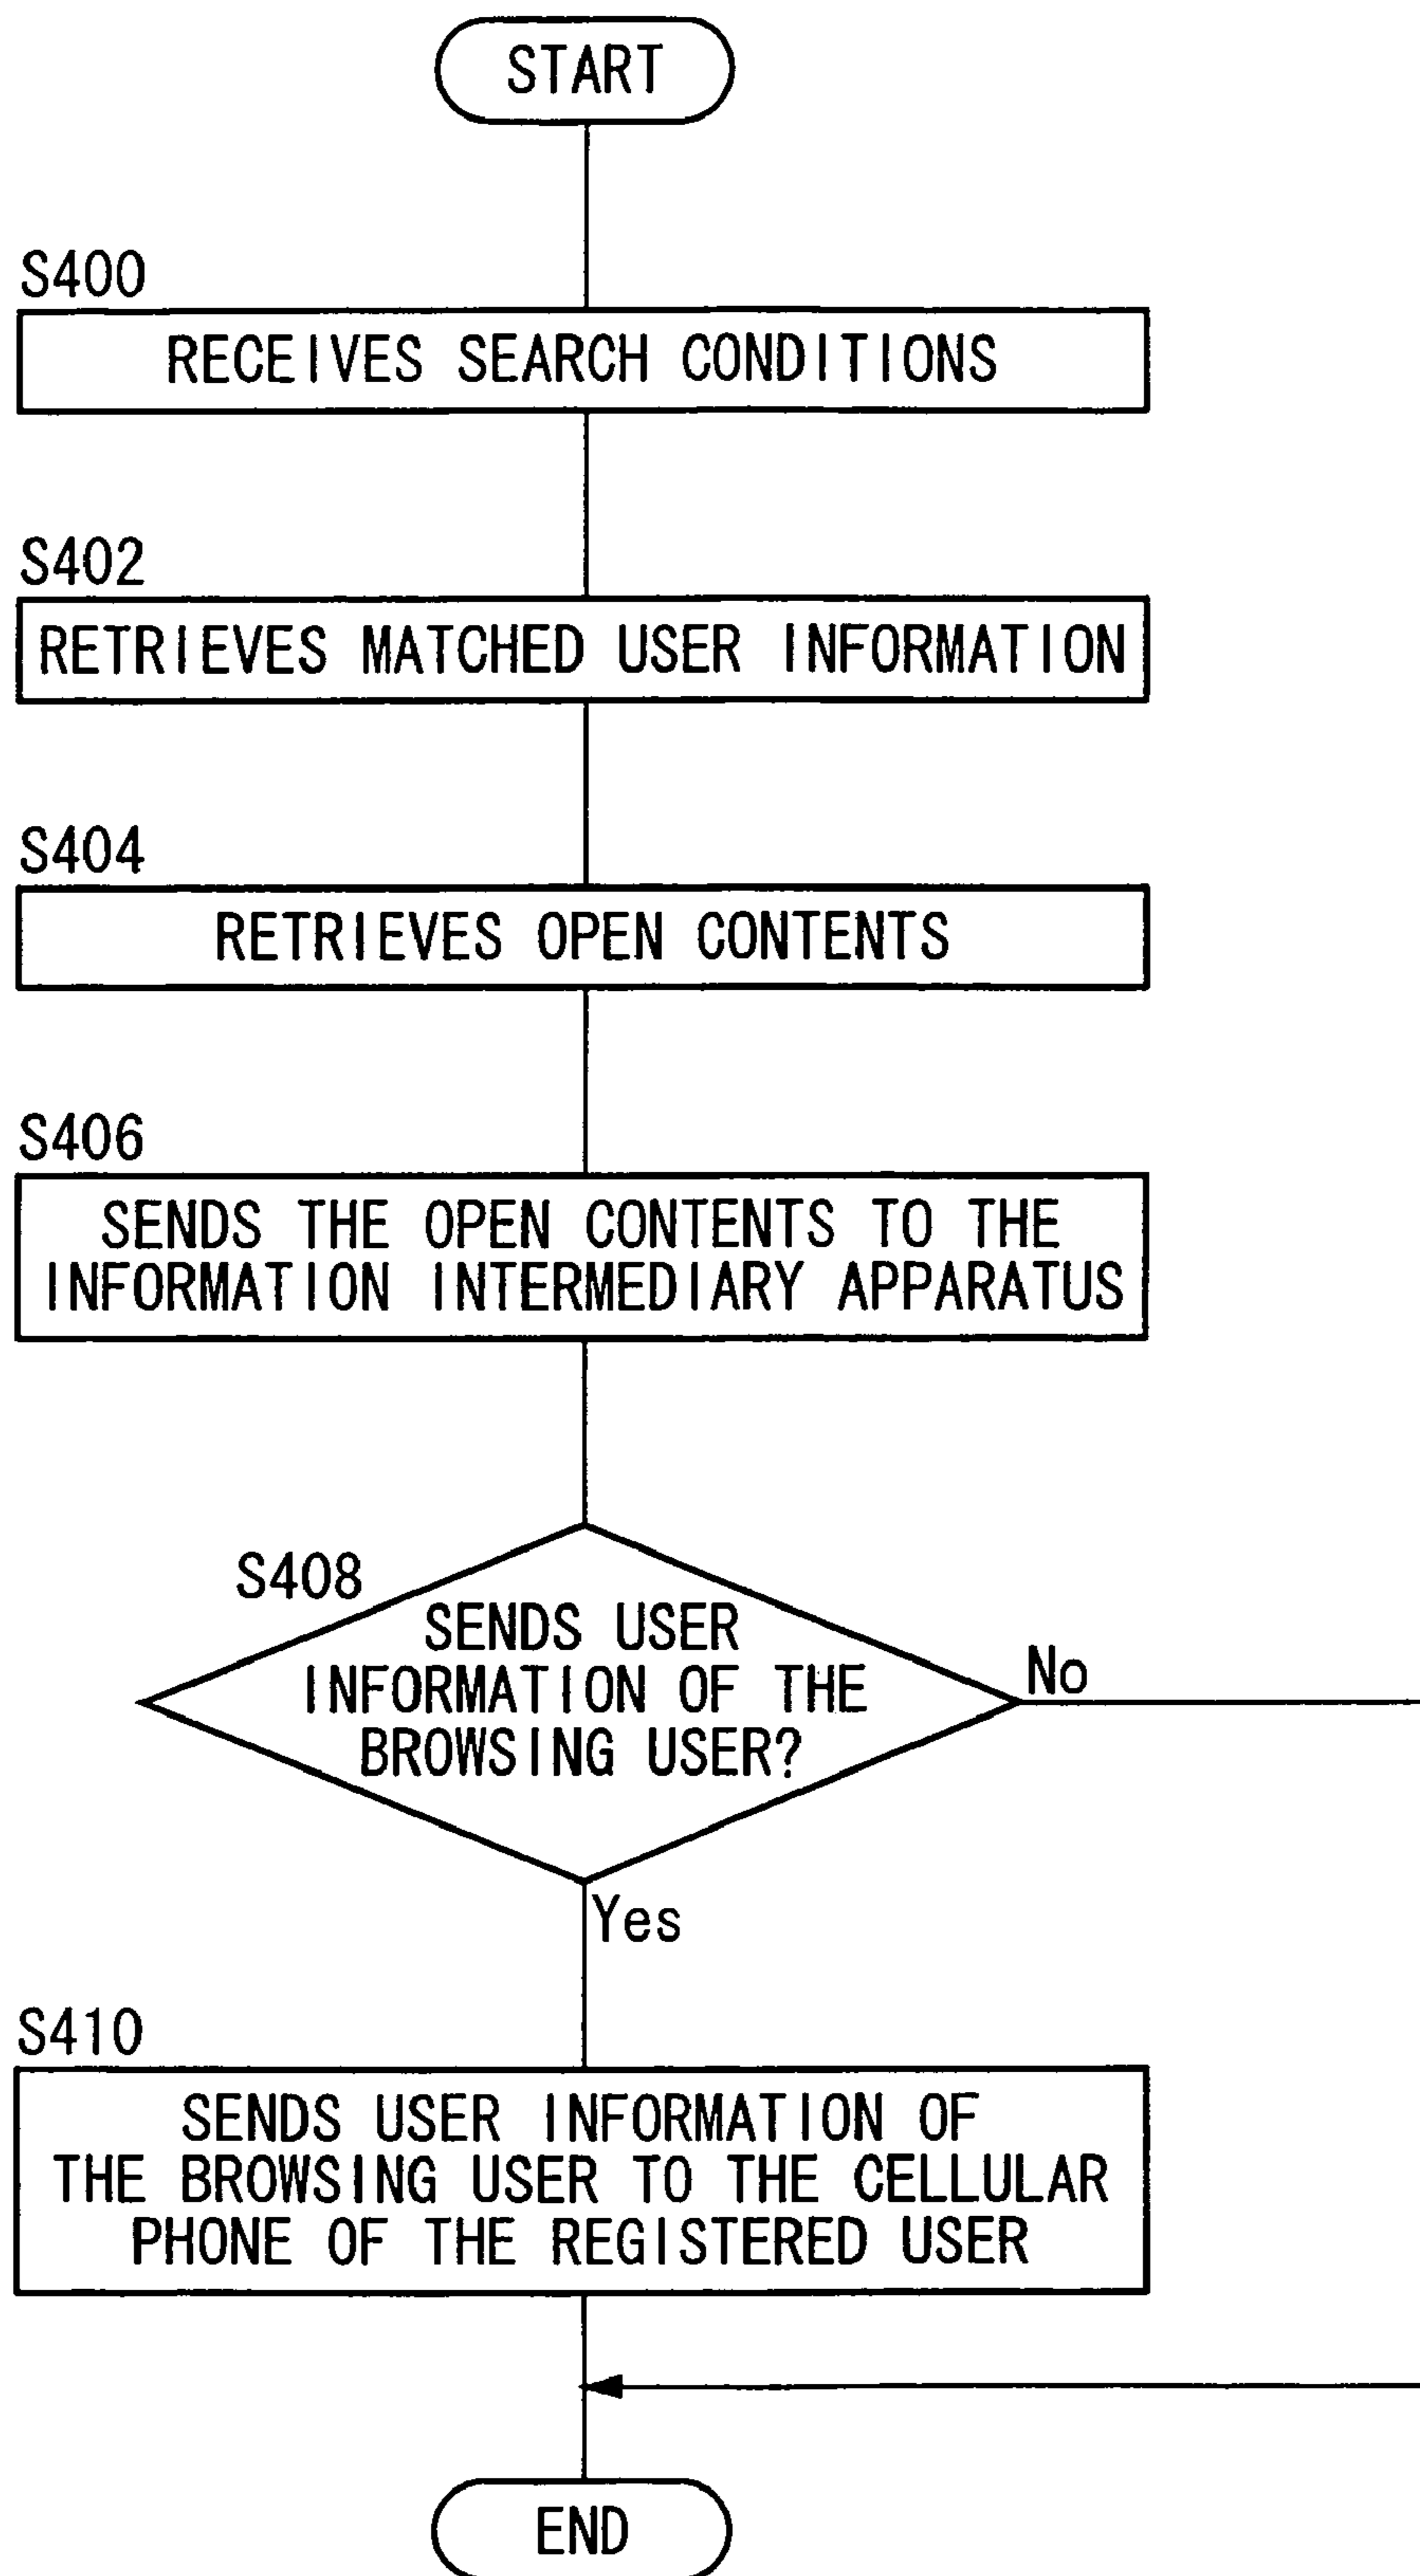 START
S400
RECEIVES SEARCH CONDITIONS
S402
RETRIEVES MATCHED USER INFORMATION
S404
RETRIEVES OPEN CONTENTS
S406
SENDS THE OPEN CONTENTS TO THE
INFORMATION INTERMEDIARY APPARATUS
S408
SENDS USER
INFORMATION OF THE
BROWSING USER?
No
Yes
S410
SENDS USER INFORMATION OF
THE BROWSING USER TO THE CELLULAR
PHONE OF THE REGISTERED USER
END